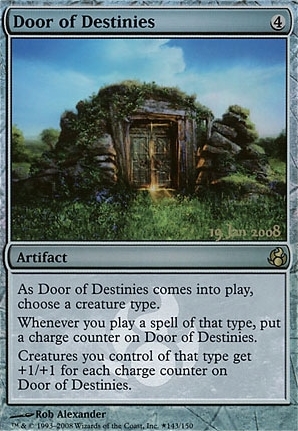 Door of Destinies 4
19 Jan 2008
Artifact
As Door of Destinies comes into play,
choose a creature type.
Whenever you play a spell of that type, put
a charge counter on Door of Destinies.
Creatures you control of that type get
+1/+1 for each charge counter on
Door of Destinies.
Rob Alexander
™ & © 1993–2008 Wizards of the Coast, Inc. ★143/150